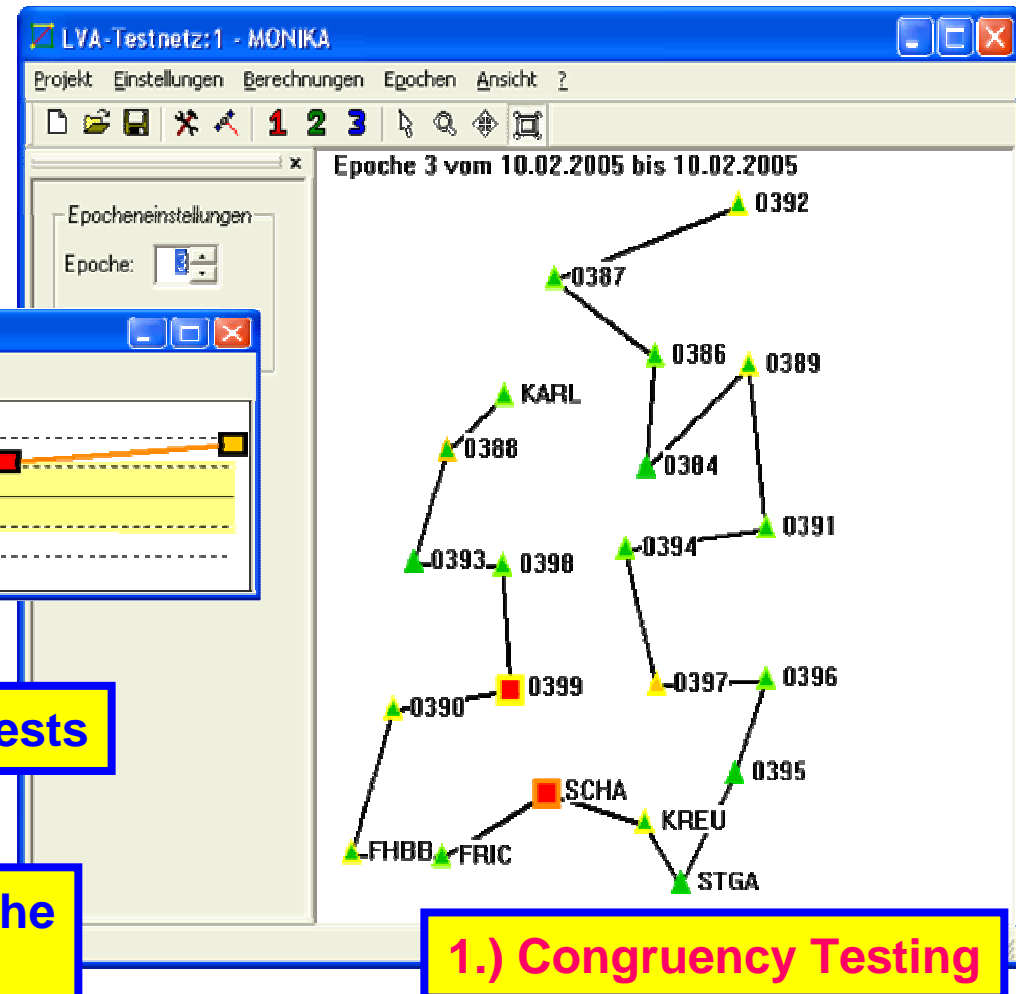 LVA-Testnetz:1 - MONIKA
Projekt Einstellungen Berechnungen Epochen Ansicht ?
1 2 3
Epoche 3 vom 10.02.2005 bis 10.02.2005
Epocheneinstellungen
Epoche: 3
0392
0387
0386
0389
KARL
0388
0384
0391
0394
0393
0398
0399
0397
0396
0390
0395
SCHA
KREU
FHBB
FRIC
STGA
ests
he
1.) Congruency Testing